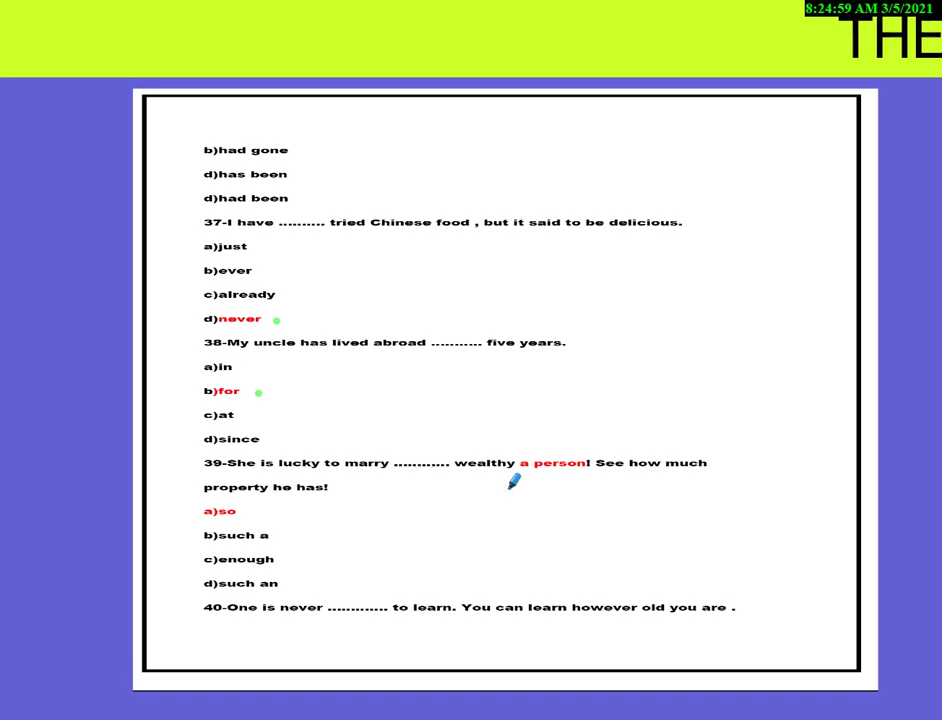 8:24:59 AM 3/5/2021
THE
b)had gone
d)has been
d)had been
37-I have .......... tried Chinese food , but it said to be delicious.
a)just
b)ever
c)already
d)never
38-My uncle has lived abroad ........... five years.
a)in
b)for
c)at
d)since
39-She is lucky to marry ............ wealthy a person! See how much
property he has!
a)so
b)such a
c)enough
d)such an
40-One is never ............. to learn. You can learn however old you are .